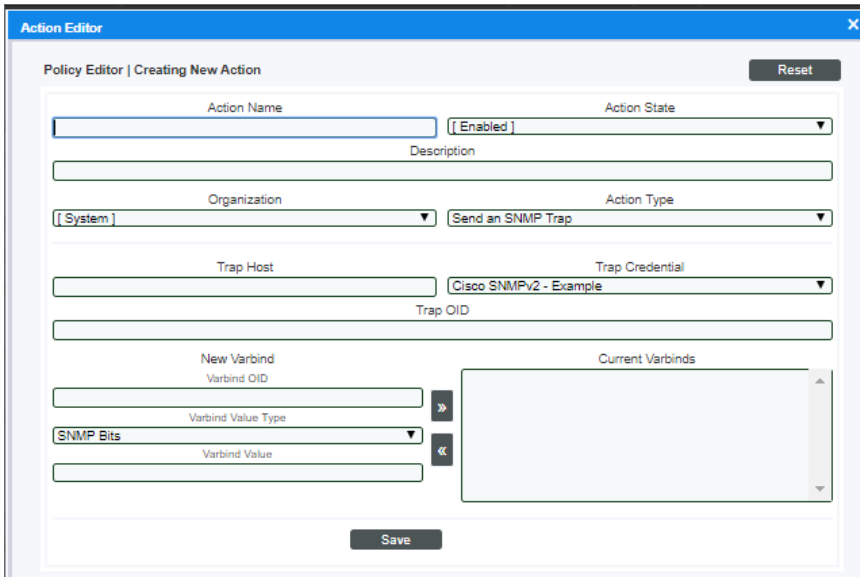 Action Editor
Policy Editor | Creating New Action
Reset
Action Name
Action State
[ Enabled ]
Description
Organization
Action Type
[ System ]
Send an SNMP Trap
Trap Host
Trap Credential
Cisco SNMPv2 - Example
Trap OID
New Varbind
Current Varbinds
Varbind OID
»
Varbind Value Type
SNMP Bits
«
Varbind Value
Save